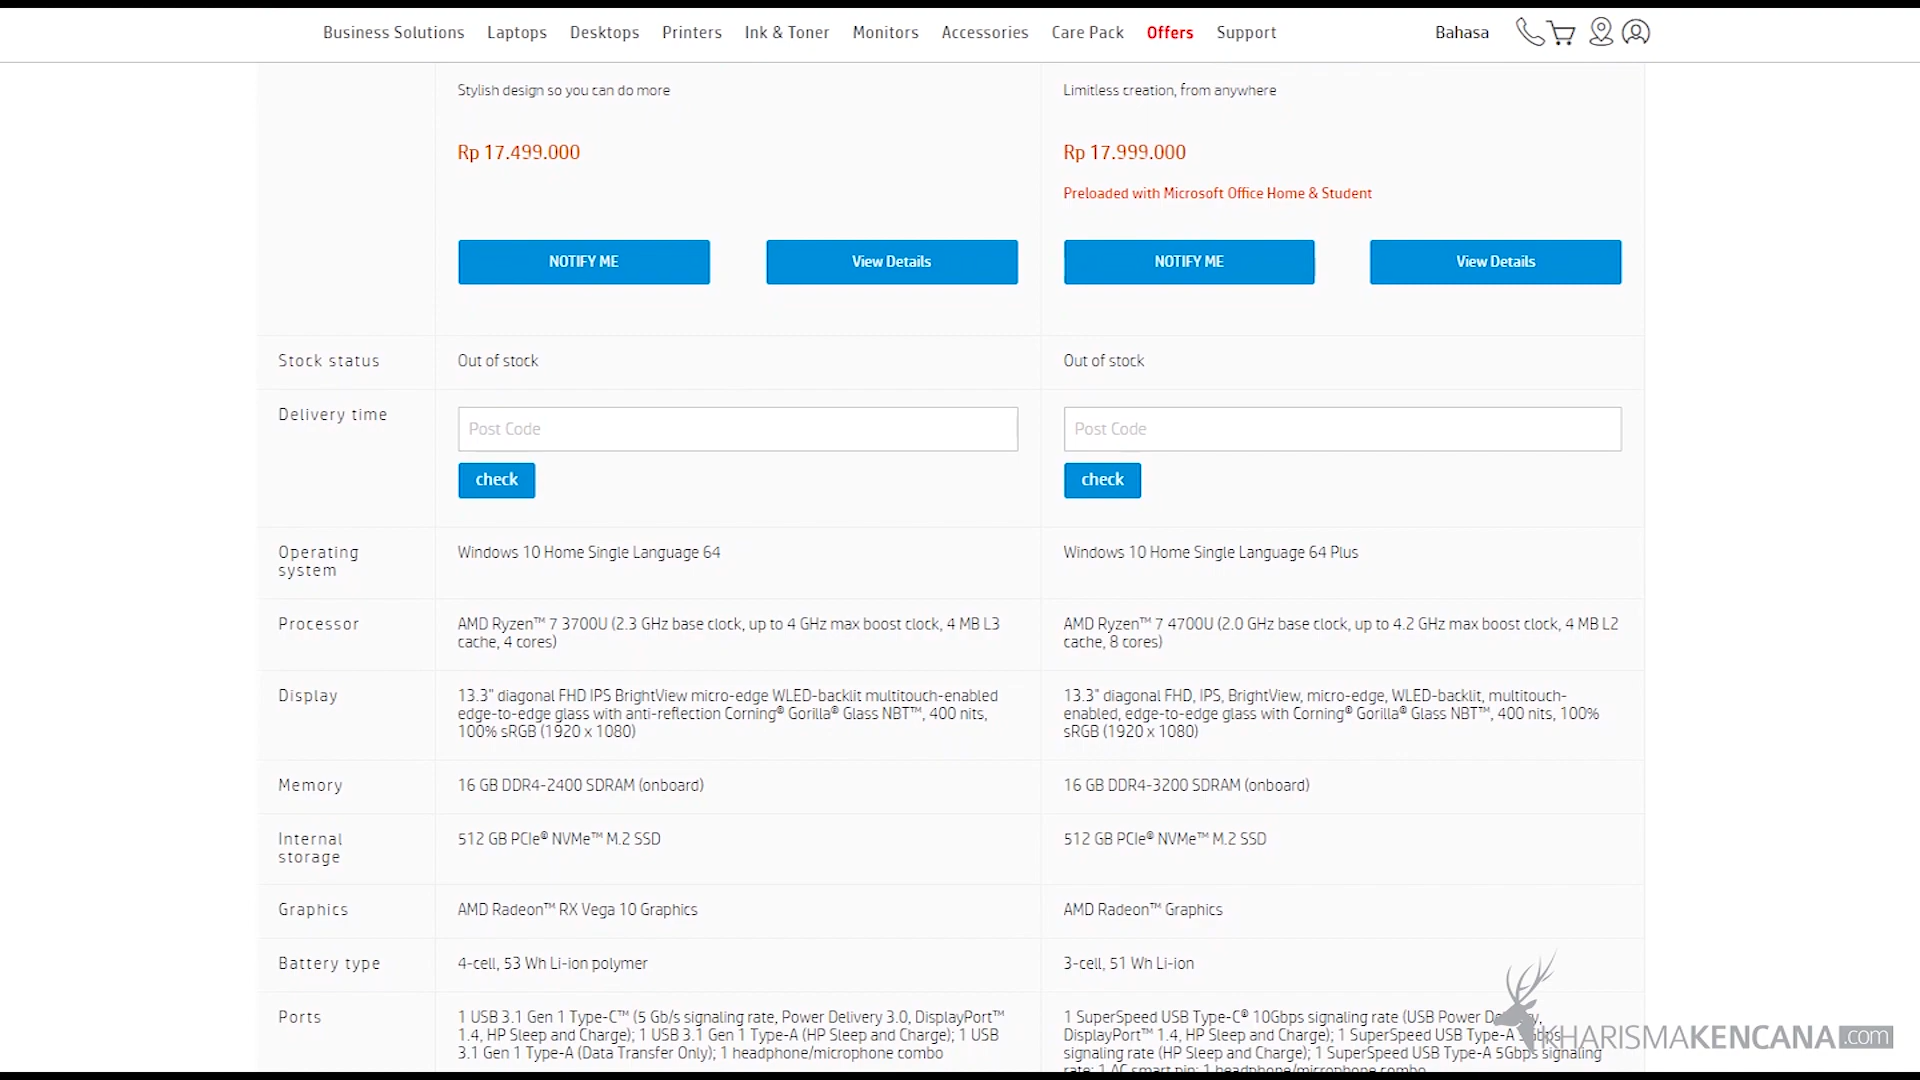 Business Solutions Laptops Desktops Printers Ink & Toner Monitors Accessories Care Pack Offers Support Bahasa
Stylish design so you can do more
Limitless creation, from anywhere
Rp 17.499.000
Rp 17.999.000
Preloaded with Microsoft Office Home & Student
NOTIFY ME
View Details
NOTIFY ME
View Details
Stock status
Out of stock
Out of stock
Delivery time
Post Code
Post Code
check
check
Operating
system
Windows 10 Home Single Language 64
Windows 10 Home Single Language 64 Plus
Processor
AMD Ryzen™ 7 3700U (2.3 GHz base clock, up to 4 GHz max boost clock, 4 MB L3
cache, 4 cores)
AMD Ryzen™ 7 4700U (2.0 GHz base clock, up to 4.2 GHz max boost clock, 4 MB L2
cache, 8 cores)
Display
13.3" diagonal FHD IPS BrightView micro-edge WLED-backlit multitouch-enabled
edge-to-edge glass with anti-reflection Corning® Gorilla® Glass NBT™, 400 nits,
100% sRGB (1920 x 1080)
13.3" diagonal FHD, IPS, BrightView, micro-edge, WLED-backlit, multitouch-
enabled, edge-to-edge glass with Corning® Gorilla® Glass NBT™, 400 nits, 100%
sRGB (1920 x 1080)
Memory
16 GB DDR4-2400 SDRAM (onboard)
16 GB DDR4-3200 SDRAM (onboard)
Internal
storage
512 GB PCIe® NVMe™ M.2 SSD
512 GB PCIe® NVMe™ M.2 SSD
Graphics
AMD Radeon™ RX Vega 10 Graphics
AMD Radeon™ Graphics
Battery type
4-cell, 53 Wh Li-ion polymer
3-cell, 51 Wh Li-ion
Ports
1 USB 3.1 Gen 1 Type-C™ (5 Gb/s signaling rate, Power Delivery 3.0, DisplayPort™
1.4, HP Sleep and Charge); 1 USB 3.1 Gen 1 Type-A (HP Sleep and Charge); 1 USB
3.1 Gen 1 Type-A (Data Transfer Only); 1 headphone/microphone combo
1 SuperSpeed USB Type-C® 10Gbps signaling rate (USB Power
DisplayPort™ 1.4, HP Sleep and Charge); 1 SuperSpeed USB Type-A
signaling rate (HP Sleep and Charge); 1 SuperSpeed USB Type-A 5Gbps signaling
rate; 1 AC smart pin; 1 headphone/microphone combo
KHARISMAKENCANA.com